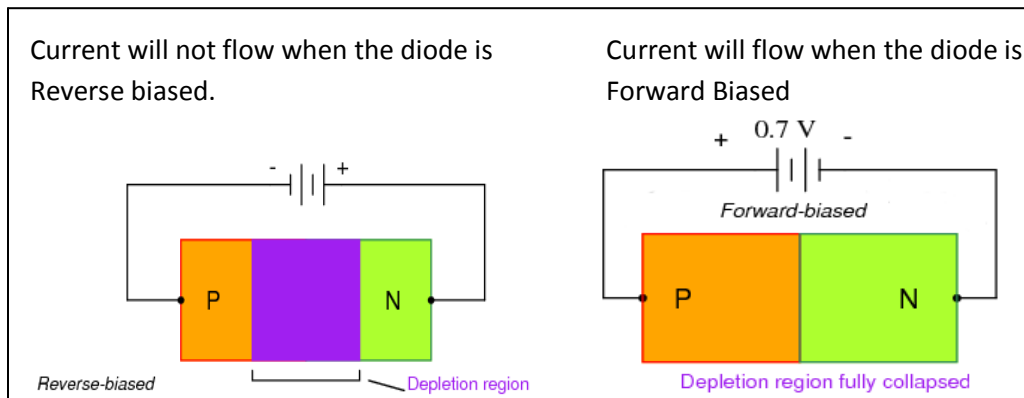 Current will not flow when the diode is
Reverse biased.
- +
P N
Reverse-biased
Depletion region
Current will flow when the diode is
Forward Biased
+ 0.7 V -
Forward-biased
P N
Depletion region fully collapsed